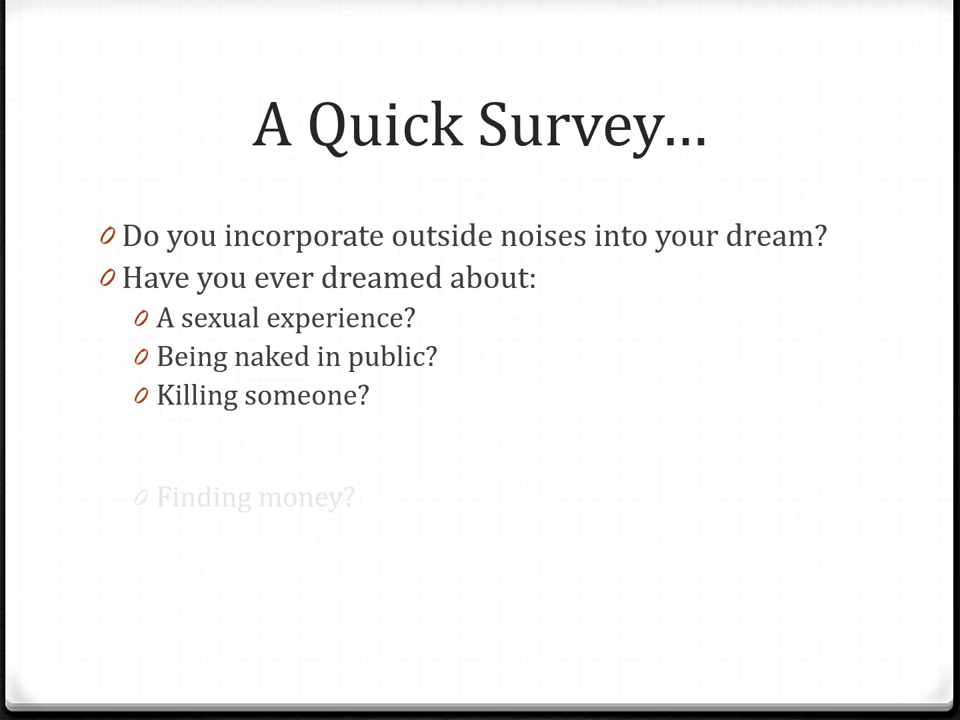 A Quick Survey...
Do you incorporate outside noises into your dream?
Have you ever dreamed about:
A sexual experience?
Being naked in public?
Killing someone?
Finding money?